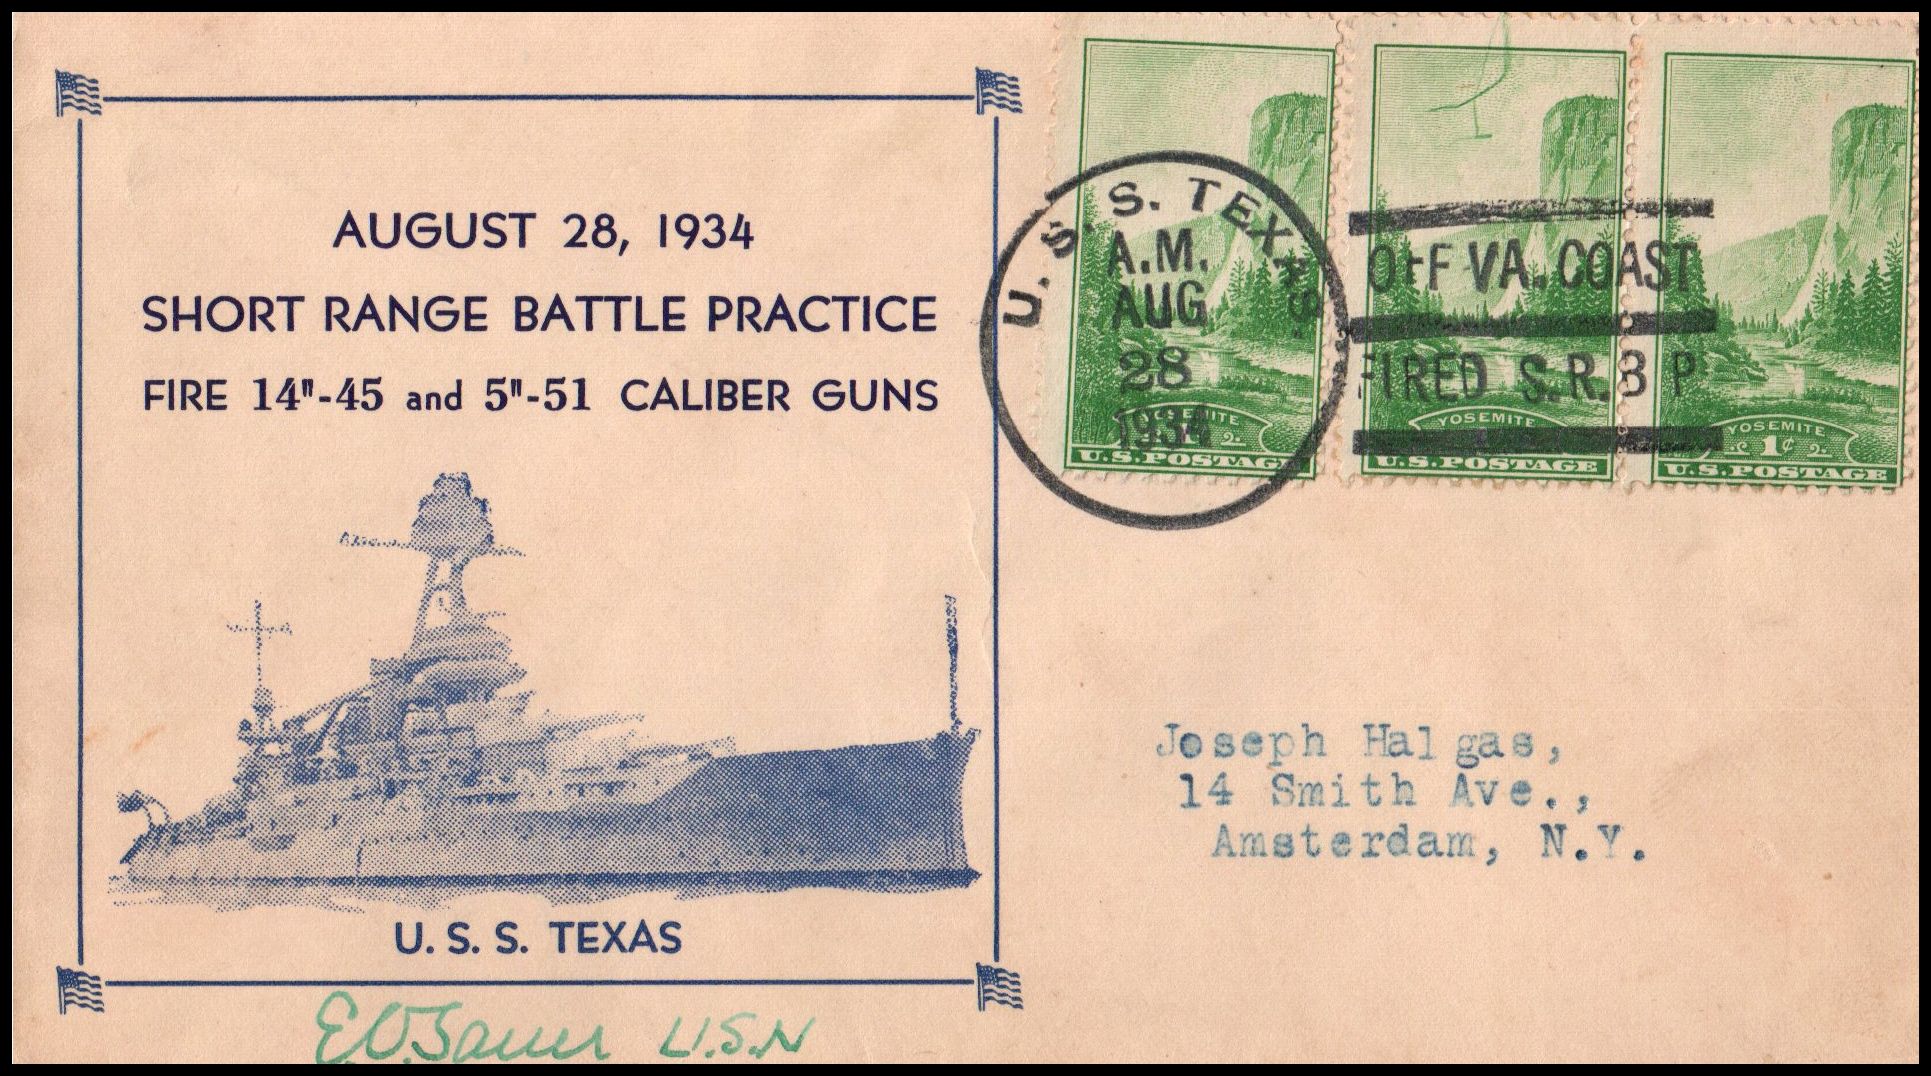 AUGUST 28, 1934
SHORT RANGE BATTLE PRACTICE
FIRE 14"-45 and 5"-51 CALIBER GUNS
U. S. S. TEXAS
U.S.N
U. S. S. TEXAS.
A.M.
AUG
28
1934
OFF VA. COAST
FIRED S.R.B P
YOSEMITE
U.S.POSTAGE
YOSEMITE
U.S.POSTAGE
YOSEMITE
1¢
U.S.POSTAGE
Joseph Halgas,
14 Smith Ave.,
Amsterdam, N.Y.